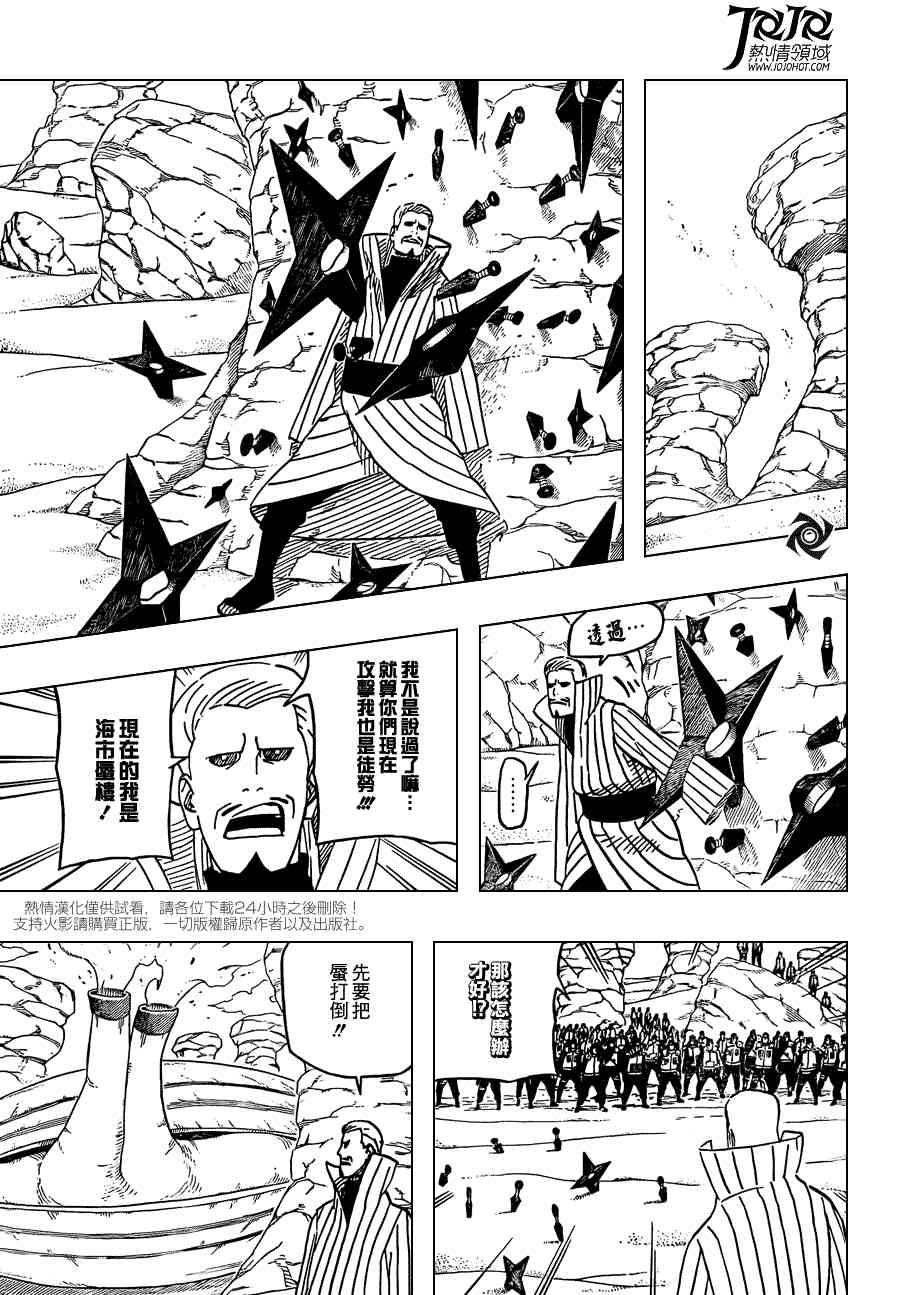 JOJO
熱情領域
WWW.JOJOHOT.COM
透過…
……
我不是說過了嘛…
就算你們現在
攻擊我也是徒勞!!!
現在的我是
海市蜃樓！
熱情漢化僅供試看，請各位下載24小時之後刪除！
支持火影請購買正版，一切版權歸原作者以及出版社。
那該怎麼辦
才好!?
先要把
蜃打倒!!